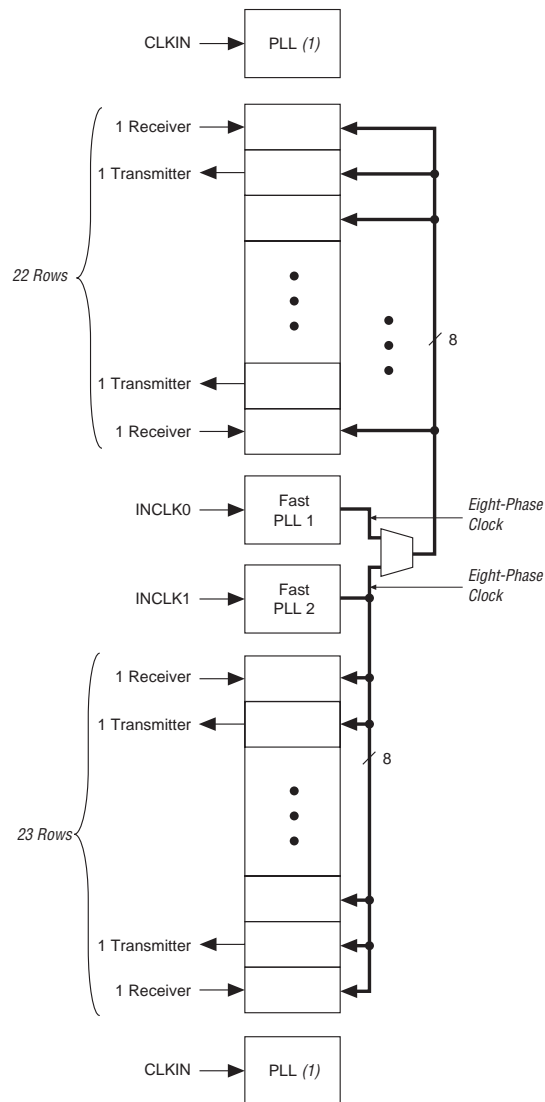 CLKIN
PLL (1)
1 Receiver
1 Transmitter
22 Rows
8
1 Transmitter
1 Receiver
INCLK0
Fast
PLL 1
Eight-Phase
Clock
INCLK1
Fast
PLL 2
Eight-Phase
Clock
1 Receiver
1 Transmitter
8
23 Rows
1 Transmitter
1 Receiver
CLKIN
PLL (1)